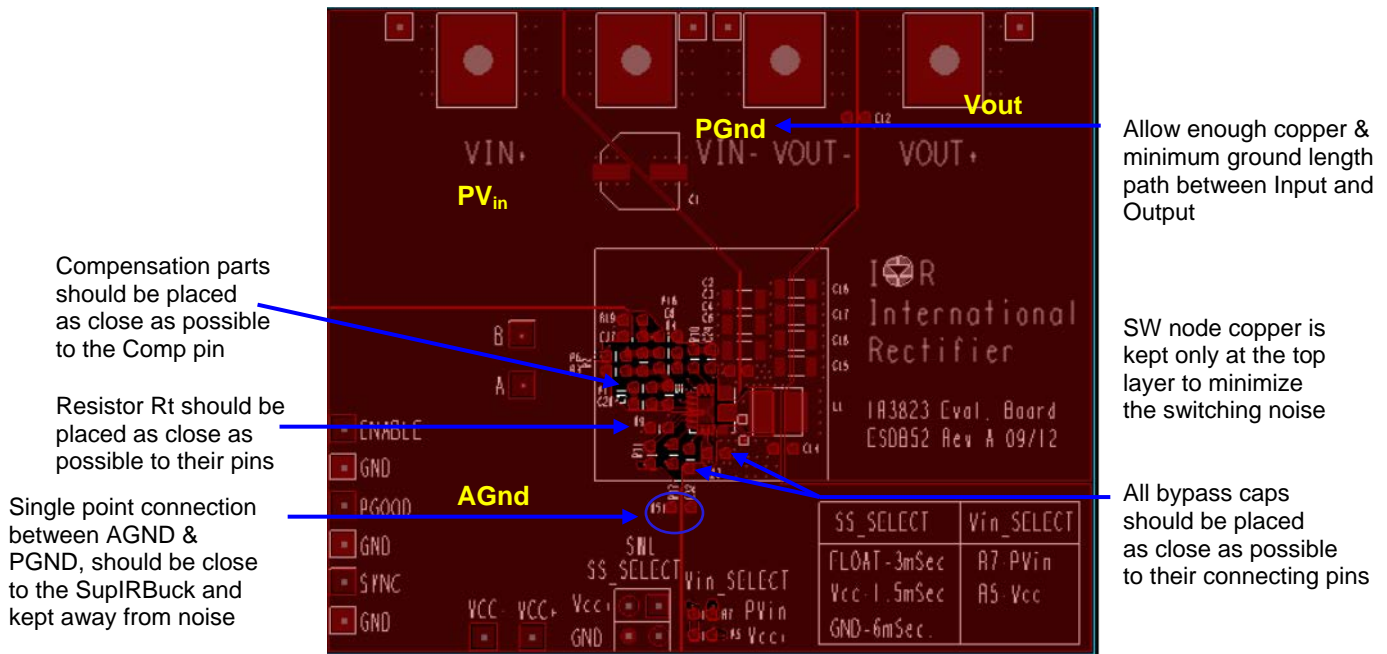 Vout
PGnd
PVin
VIN+
VIN- VOUT-
VOUT+
C1
Allow enough copper &
minimum ground length
path between Input and
Output
Compensation parts
should be placed
as close as possible
to the Comp pin
Resistor Rt should be
placed as close as
possible to their pins
Single point connection
between AGND &
PGND, should be close
to the SupIRBuck and
kept away from noise
B
A
ENABLE
GND
PGOOD
GND
SYNC
GND
AGnd
C17
L1
I R
International
Rectifier
IR3823 Eval. Board
Rev A 09/12
SW node copper is
kept only at the top
layer to minimize
the switching noise
All bypass caps
should be placed
as close as possible
to their connecting pins
VCC- VCC+
SS_SELECT
Vcc+
GND
Vin_SELECT
R7 PVin
R5 Vcc+
SS_SELECT Vin_SELECT
FLOAT-3mSec R7-PVin
Vcc-1.5mSec R5-Vcc
GND-6mSec.